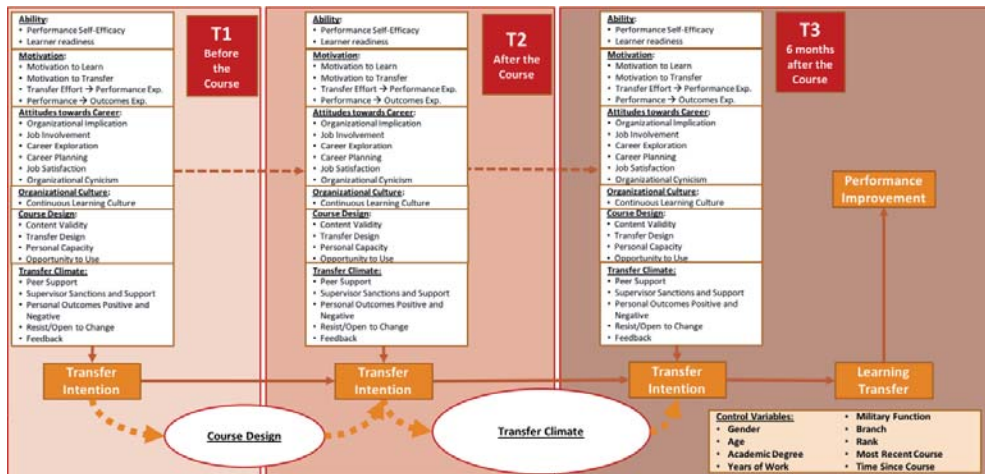 Ability:
• Performance Self-Efficacy
• Learner readiness
Motivation:
• Motivation to Learn
• Motivation to Transfer
• Transfer Effort → Performance Exp.
• Performance → Outcomes Exp.
Attitudes towards Career:
• Organizational Implication
• Job Involvement
• Career Exploration
• Career Planning
• Job Satisfaction
• Organizational Cynicism
Organizational Culture:
• Continuous Learning Culture
Course Design:
• Content Validity
• Transfer Design
• Personal Capacity
• Opportunity to Use
Transfer Climate:
• Peer Support
• Supervisor Sanctions and Support
• Personal Outcomes Positive and
Negative
• Resist/Open to Change
• Feedback
T1
Before
the
Course
Transfer
Intention
Course Design
Ability:
• Performance Self-Efficacy
• Learner readiness
Motivation:
• Motivation to Learn
• Motivation to Transfer
• Transfer Effort → Performance Exp.
• Performance → Outcomes Exp.
Attitudes towards Career:
• Organizational Implication
• Job Involvement
• Career Exploration
• Career Planning
• Job Satisfaction
• Organizational Cynicism
Organizational Culture:
• Continuous Learning Culture
Course Design:
• Content Validity
• Transfer Design
• Personal Capacity
• Opportunity to Use
Transfer Climate:
• Peer Support
• Supervisor Sanctions and Support
• Personal Outcomes Positive and
Negative
• Resist/Open to Change
• Feedback
T2
After the
Course
Transfer
Intention
Transfer Climate
Ability:
• Performance Self-Efficacy
• Learner readiness
Motivation:
• Motivation to Learn
• Motivation to Transfer
• Transfer Effort → Performance Exp.
• Performance → Outcomes Exp.
Attitudes towards Career:
• Organizational Implication
• Job Involvement
• Career Exploration
• Career Planning
• Job Satisfaction
• Organizational Cynicism
Organizational Culture:
• Continuous Learning Culture
Course Design:
• Content Validity
• Transfer Design
• Personal Capacity
• Opportunity to Use
Transfer Climate:
• Peer Support
• Supervisor Sanctions and Support
• Personal Outcomes Positive and
Negative
• Resist/Open to Change
• Feedback
T3
6 months
after the
Course
Transfer
Intention
Performance
Improvement
Learning
Transfer
Control Variables:
• Gender
• Age
• Academic Degree
• Years of Work
• Military Function
• Branch
• Rank
• Most Recent Course
• Time Since Course